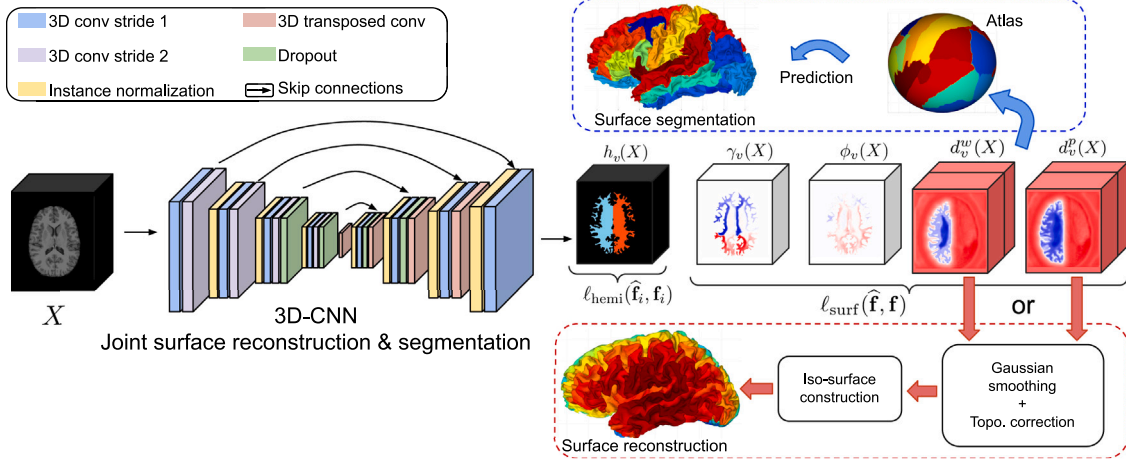 3D conv stride 1
3D transposed conv
3D conv stride 2
Dropout
Instance normalization
Skip connections
Atlas
Prediction
Surface segmentation
h_v(X)
γ_v(X)
ϕ_v(X)
d_v^w(X)
d_v^p(X)
X
3D-CNN
Joint surface reconstruction & segmentation
ℓ_hemi(f̂_i, f_i)
ℓ_surf(f̂, f)
or
Gaussian
smoothing
+
Topo. correction
Iso-surface
construction
Surface reconstruction